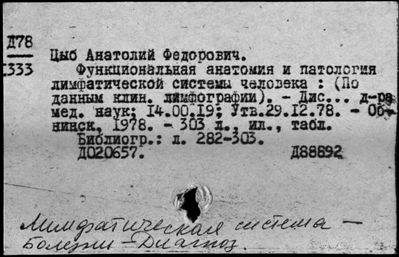 Д78
1333
Цыб Анатолий Федорович.
Функциональная анатомия и патология
лимфатической системы человека : (По
данным клин. лимфографии). - Дис... д-ра
мед. наук; 14.00.19; Утв.29.12.78. - Об-
нинск, 1978. - 303 л., ил., табл.
Библиогр.: л. 282-303.
Д020657. Д88892
Лимфатическая система -
Болезни - Диагноз.